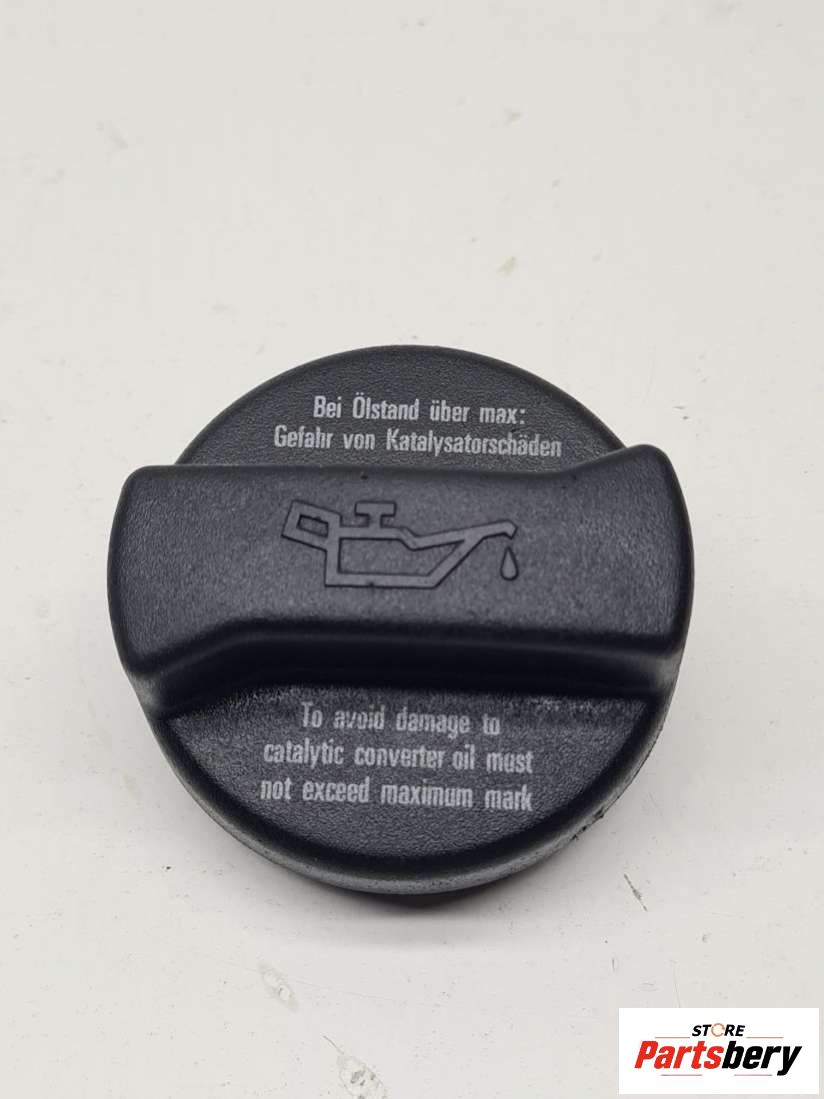 Bei Ölstand über max:
Gefahr von Katalysatorschäden
To avoid damage to
catalytic converter oil must
not exceed maximum mark
STORE
Partsbery